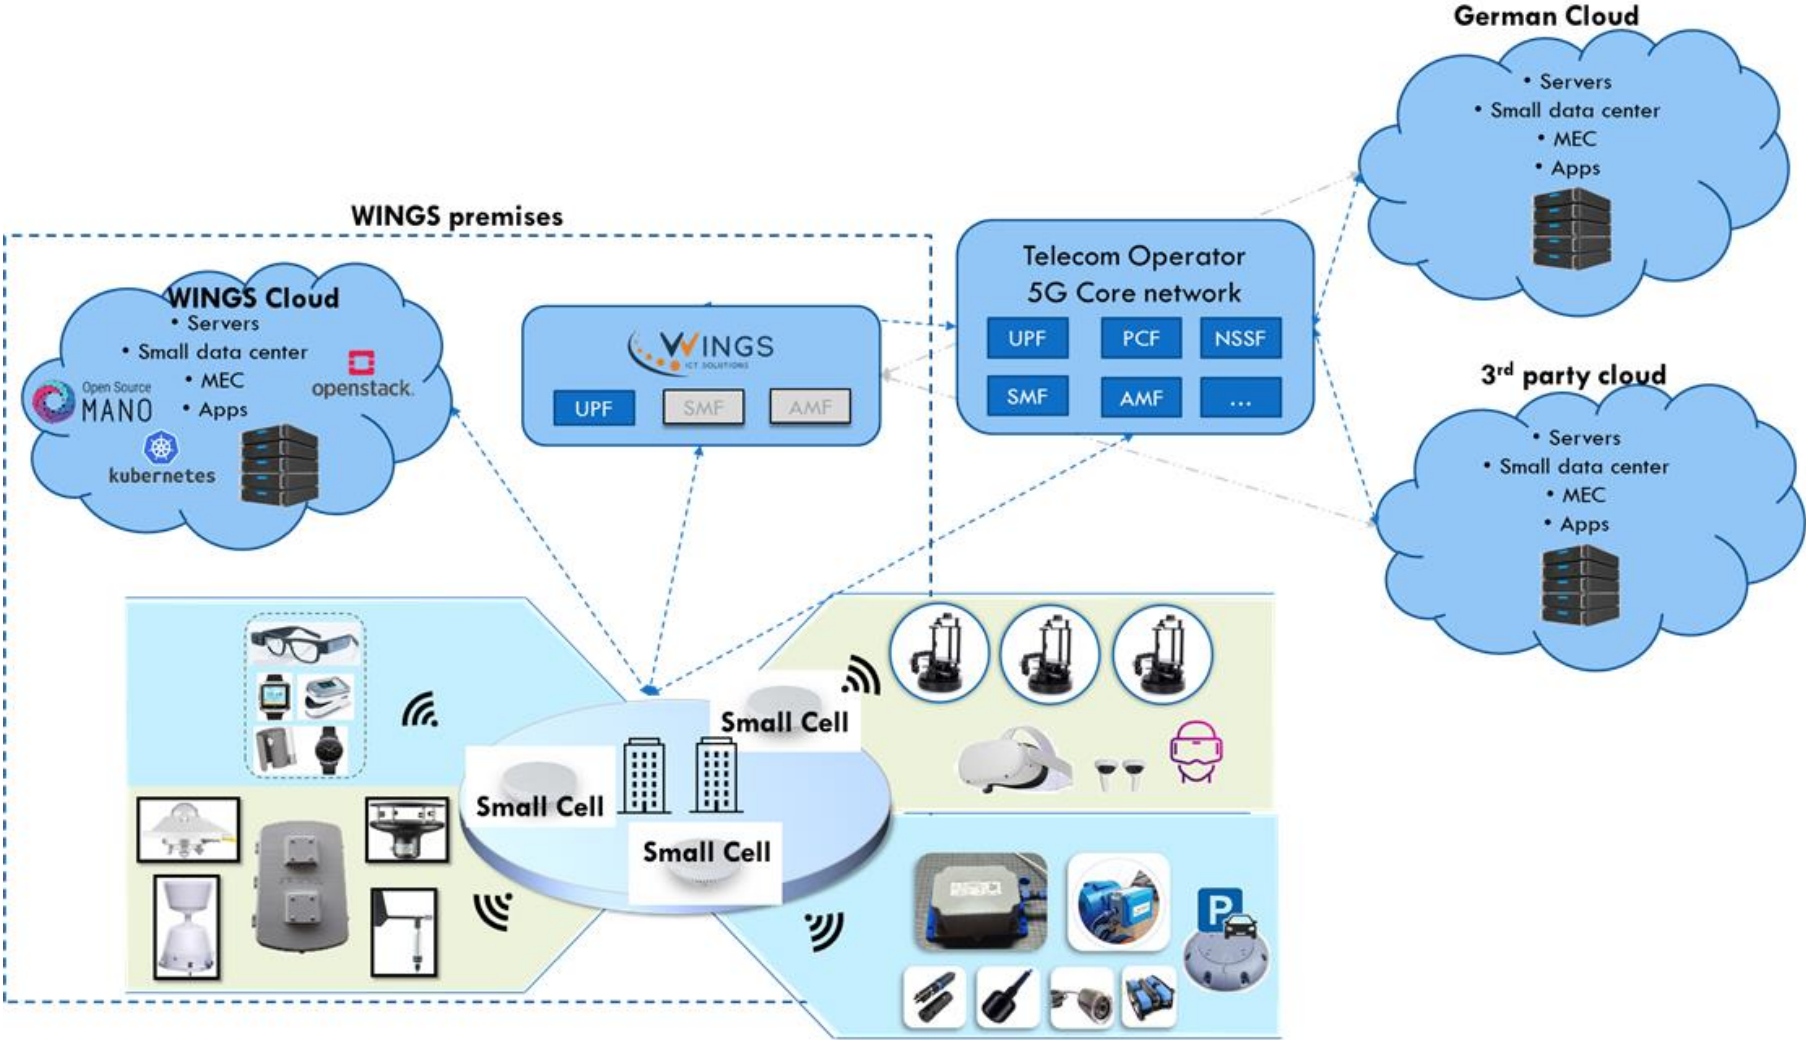 German Cloud
• Servers
• Small data center
• MEC
• Apps
WINGS premises
WINGS Cloud
• Servers
• Small data center
• MEC
• Apps
Open Source
MANO
openstack.
kubernetes
WINGS
ICT SOLUTIONS
UPF
SMF
AMF
Telecom Operator
5G Core network
UPF
PCF
NSSF
SMF
AMF
...
3rd party cloud
• Servers
• Small data center
• MEC
• Apps
Small Cell
Small Cell
Small Cell
P